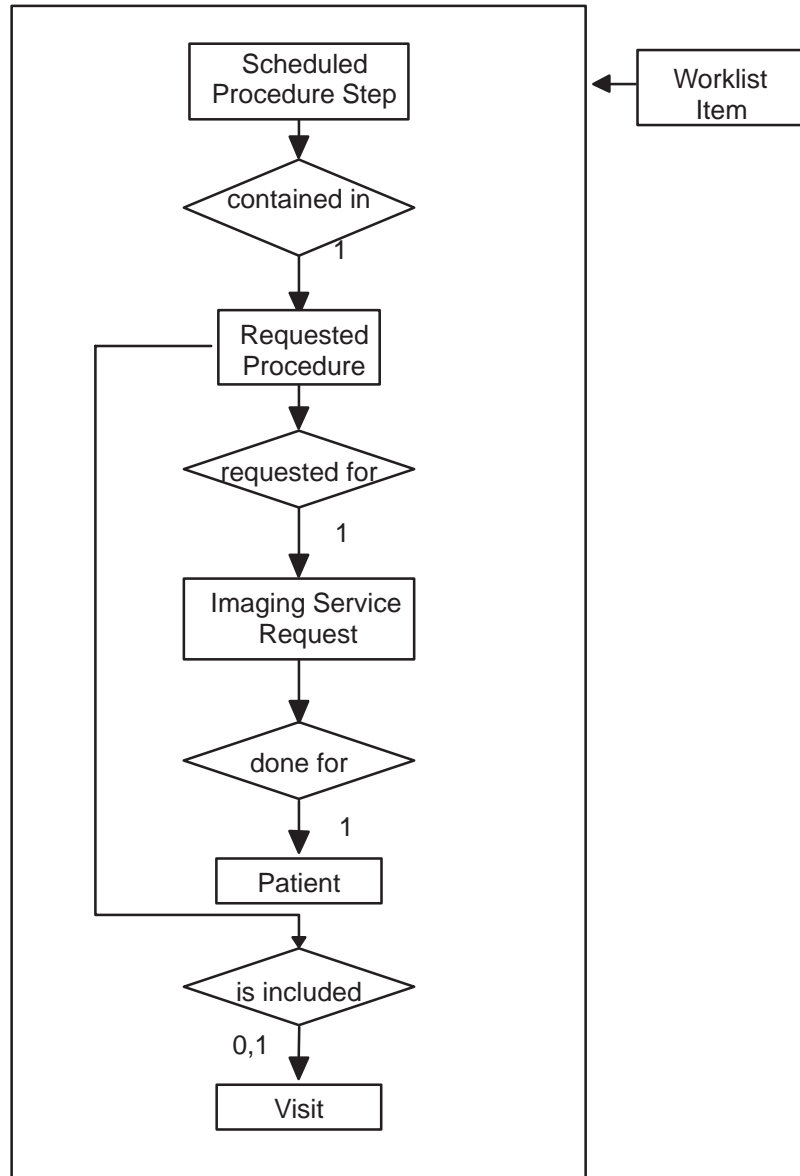 Scheduled
Procedure Step
Worklist
Item
contained in
1
Requested
Procedure
requested for
1
Imaging Service
Request
done for
1
Patient
is included
0,1
Visit